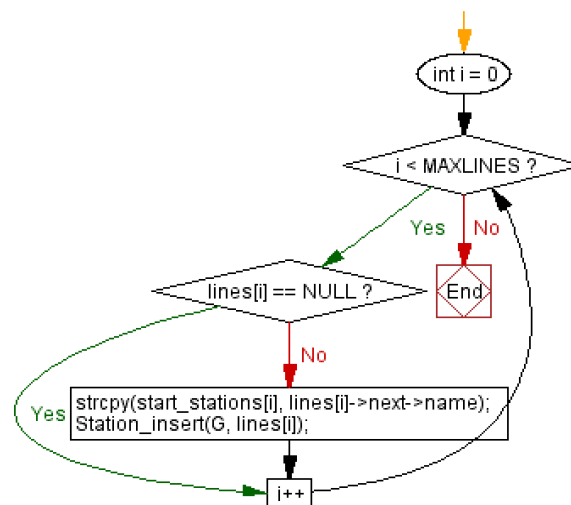 int i = 0
i < MAXLINES ?
Yes
No
lines[i] == NULL ?
End
No
Yes
strcpy(start_stations[i], lines[i]->next->name);
Station_insert(G, lines[i]);
i++